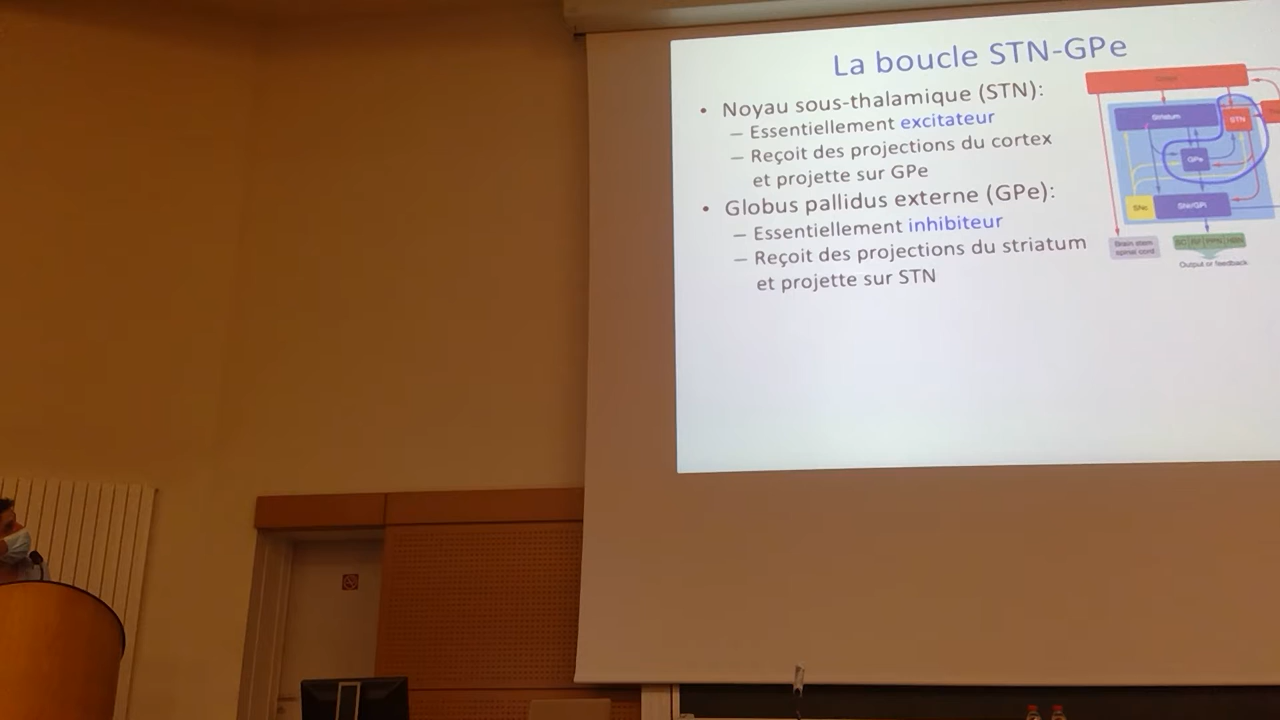 La boucle STN-GPe
• Noyau sous-thalamique (STN):
– Essentiellement excitateur
– Reçoit des projections du cortex
et projette sur GPe
• Globus pallidus externe (GPe):
– Essentiellement inhibiteur
– Reçoit des projections du striatum
et projette sur STN
Striatum
STN
GPe
SNc
SNr/GPi
Brain stem
spinal cord
Output or feedback